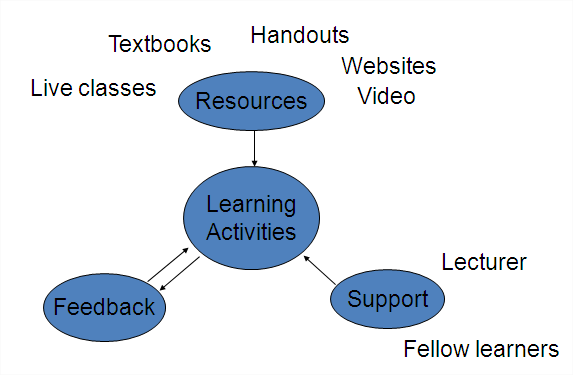 Handouts
Textbooks
Websites
Live classes
Resources
Video
Learning
Activities
Lecturer
Feedback
Support
Fellow learners